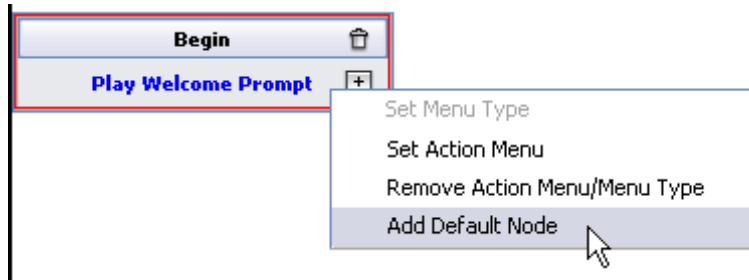 Begin
Play Welcome Prompt
Set Menu Type
Set Action Menu
Remove Action Menu/Menu Type
Add Default Node